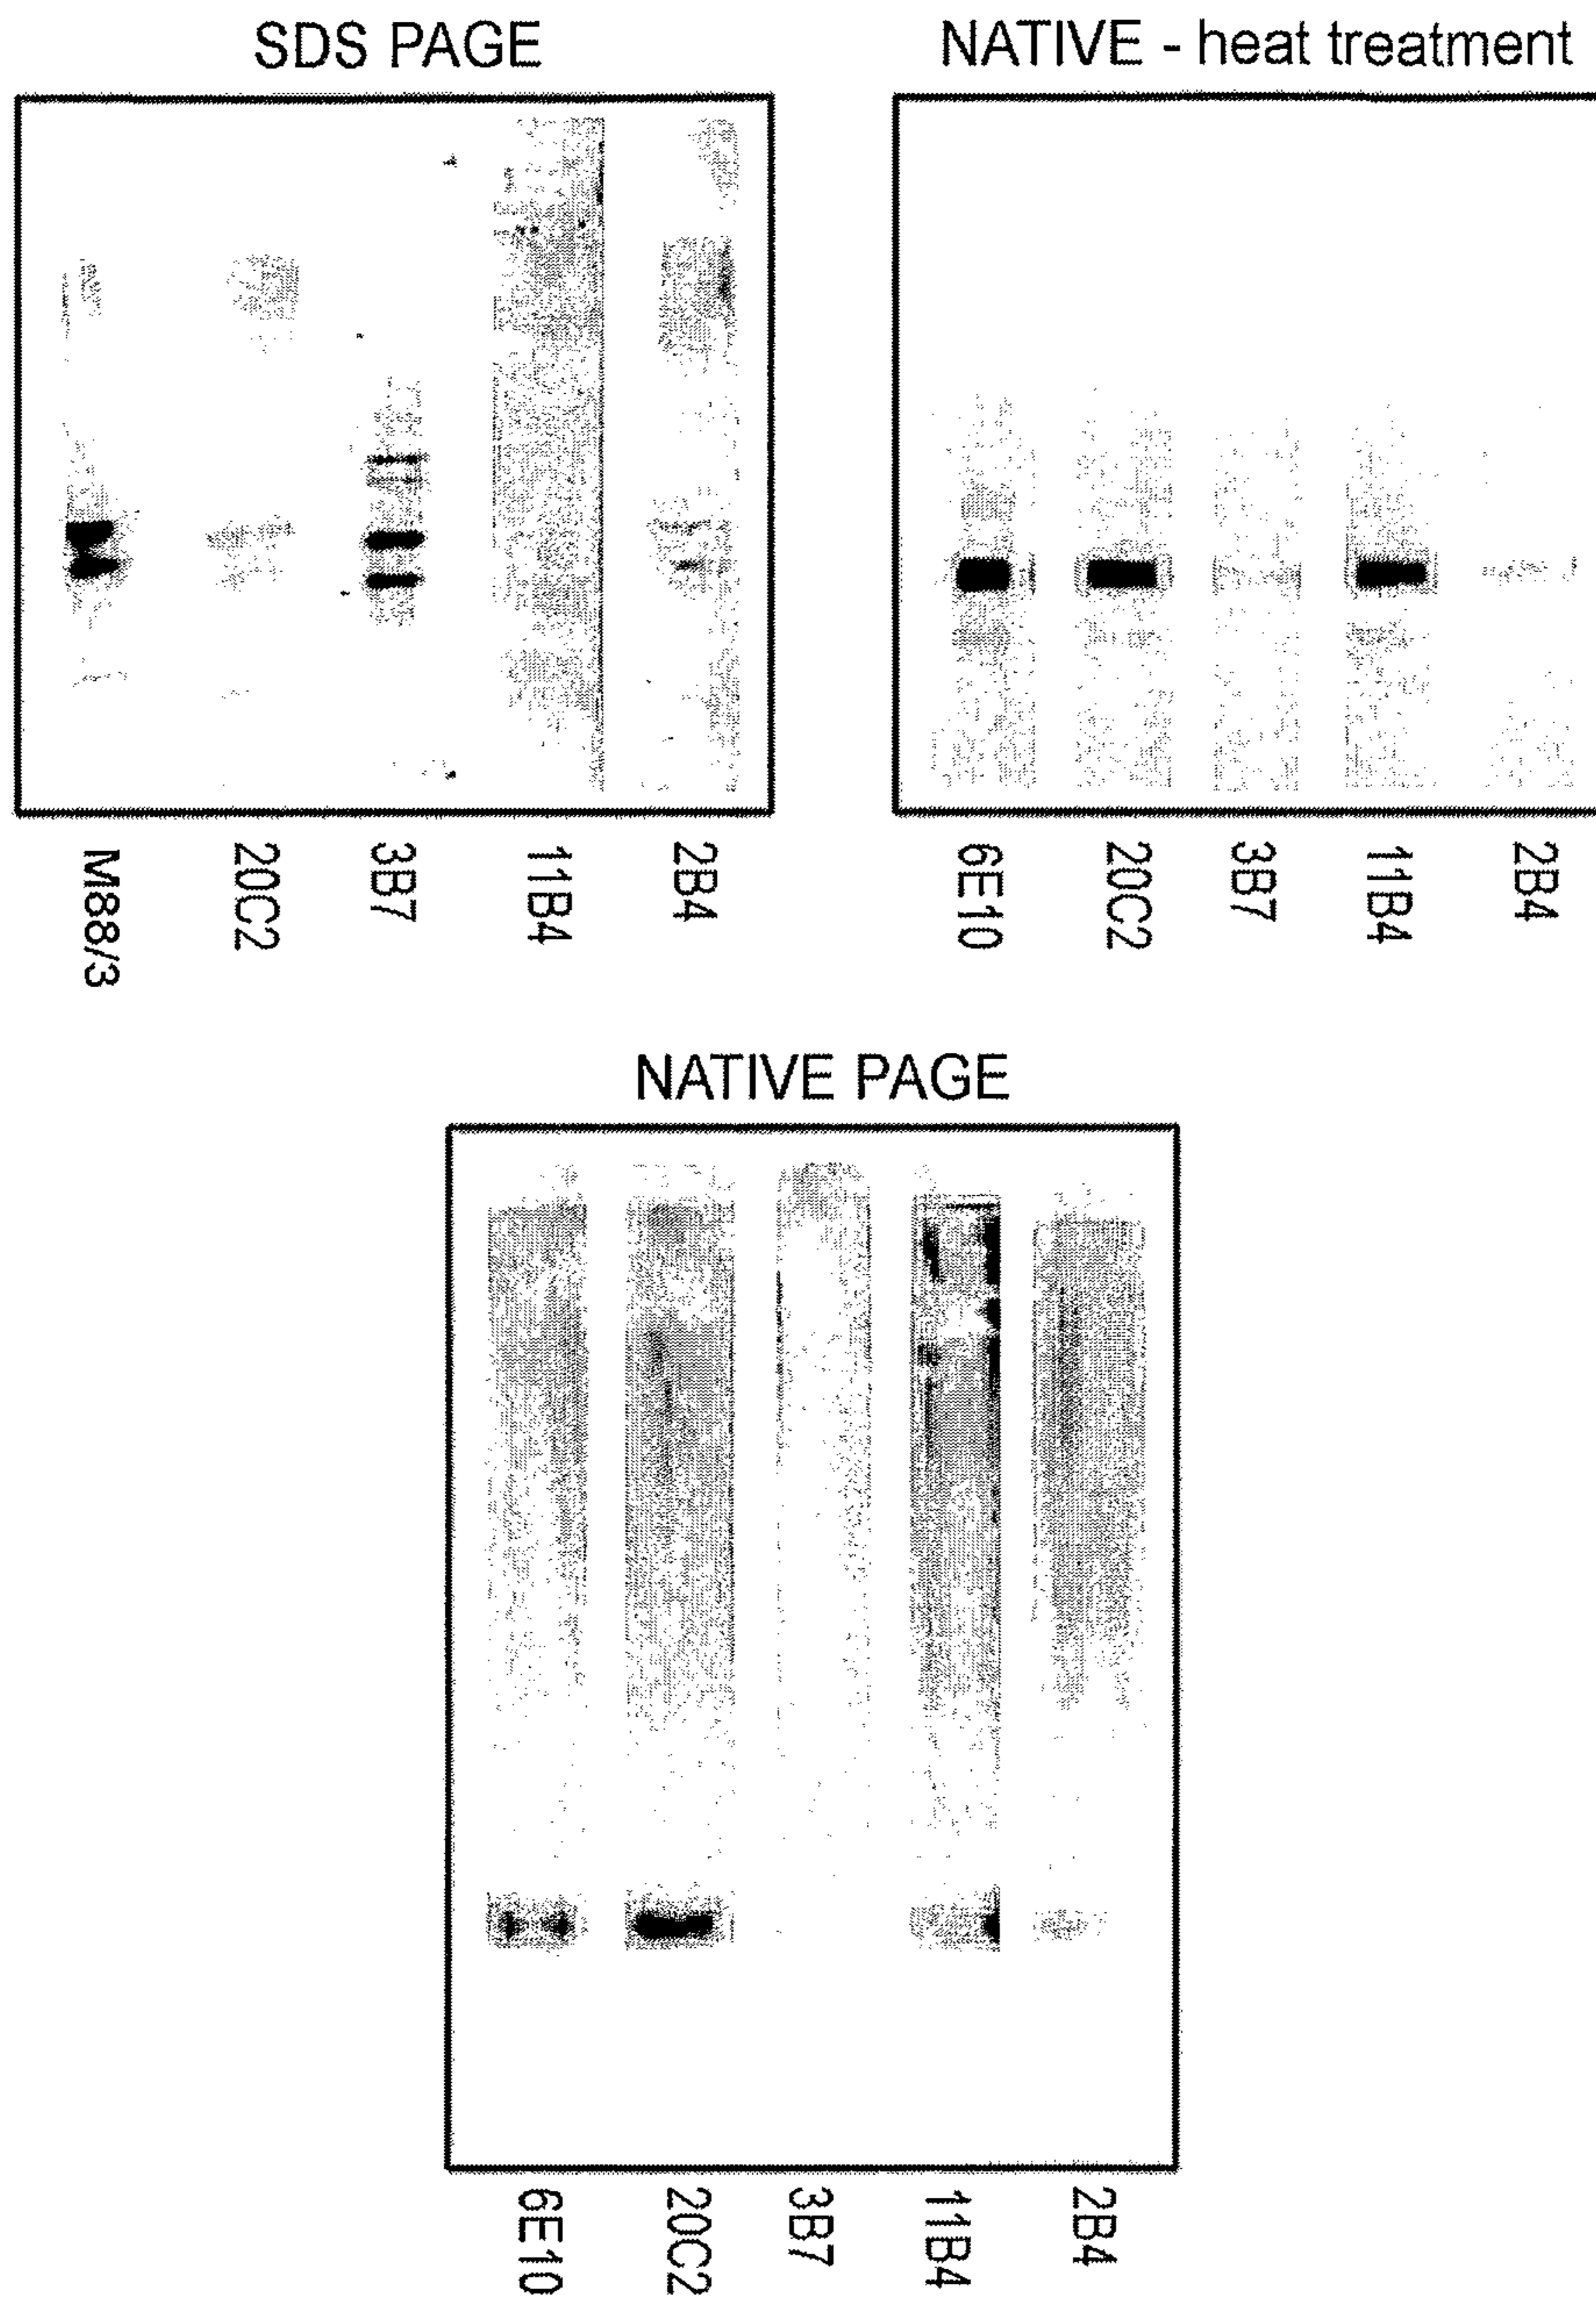 SDS PAGE
M88/3
20C2
3B7
11B4
2B4
NATIVE - heat treatment
6E10
20C2
3B7
11B4
2B4
NATIVE PAGE
6E10
20C2
3B7
11B4
2B4